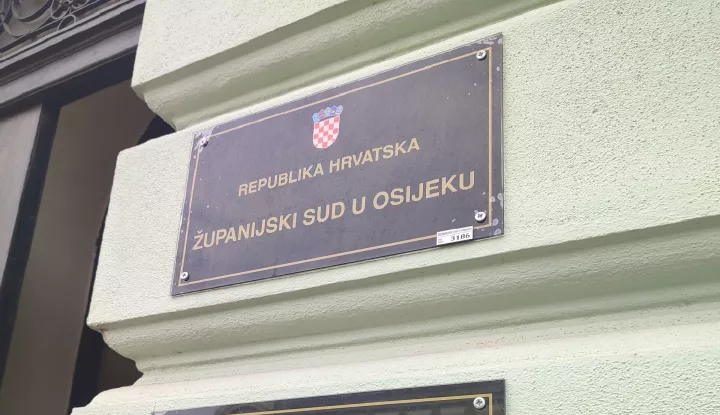 REPUBLIKA HRVATSKA
ŽUPANIJSKI SUD U OSIJEKU
3186